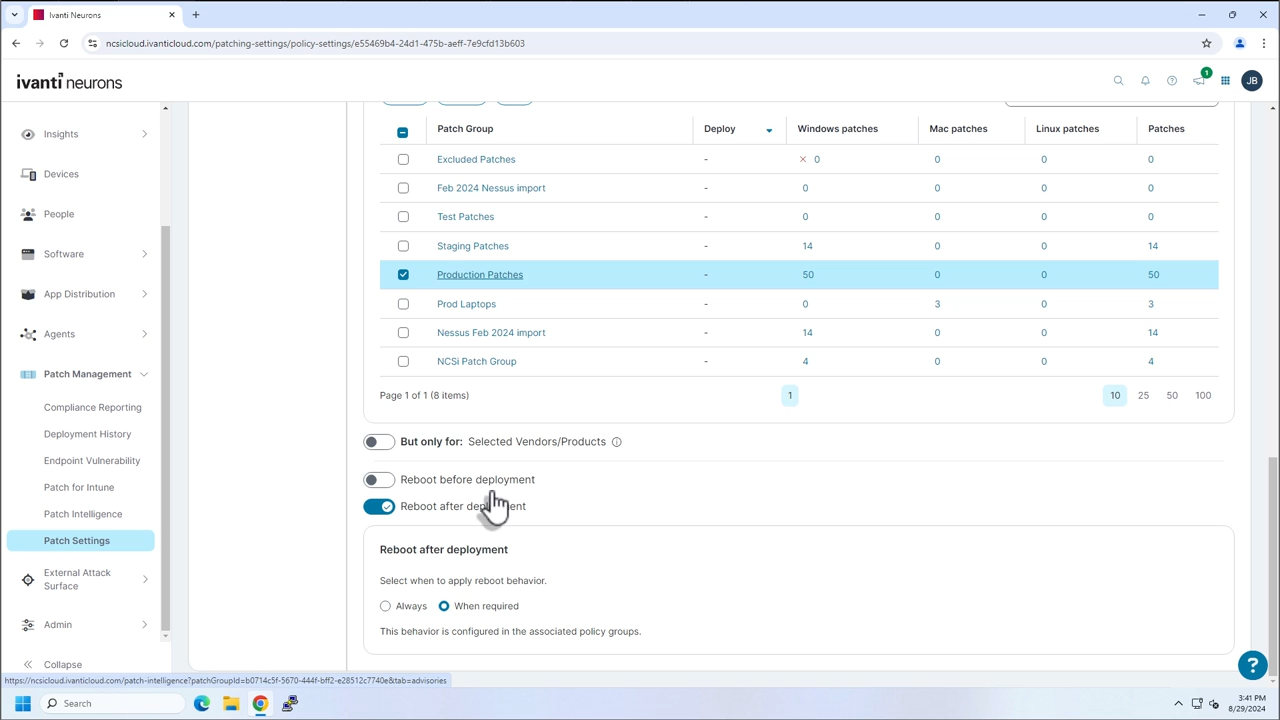 Ivanti Neurons
ncsicloud.ivanticloud.com/patching-settings/policy-settings/e55469b4-24d1-475b-aeff-7e9cfd13b603
ivanti neurons
1
JB
Insights
Devices
People
Software
App Distribution
Agents
Patch Management
Compliance Reporting
Deployment History
Endpoint Vulnerability
Patch for Intune
Patch Intelligence
Patch Settings
External Attack
Surface
Admin
Collapse
Patch Group Deploy Windows patches Mac patches Linux patches Patches
Excluded Patches - 0 0 0 0
Feb 2024 Nessus import - 0 0 0 0
Test Patches - 0 0 0 0
Staging Patches - 14 0 0 14
Production Patches - 50 0 0 50
Prod Laptops - 0 3 0 3
Nessus Feb 2024 import - 14 0 0 14
NCSi Patch Group - 4 0 0 4
Page 1 of 1 (8 items) 1 10 25 50 100
But only for: Selected Vendors/Products
Reboot before deployment
Reboot after deployment
Reboot after deployment
Select when to apply reboot behavior.
Always When required
This behavior is configured in the associated policy groups.
?
https://ncsicloud.ivanticloud.com/patch-intelligence?patchGroupId=b0714c5f-5670-444f-bff2-e28512c7740e&tab=advisories
Search
3:41 PM
8/29/2024